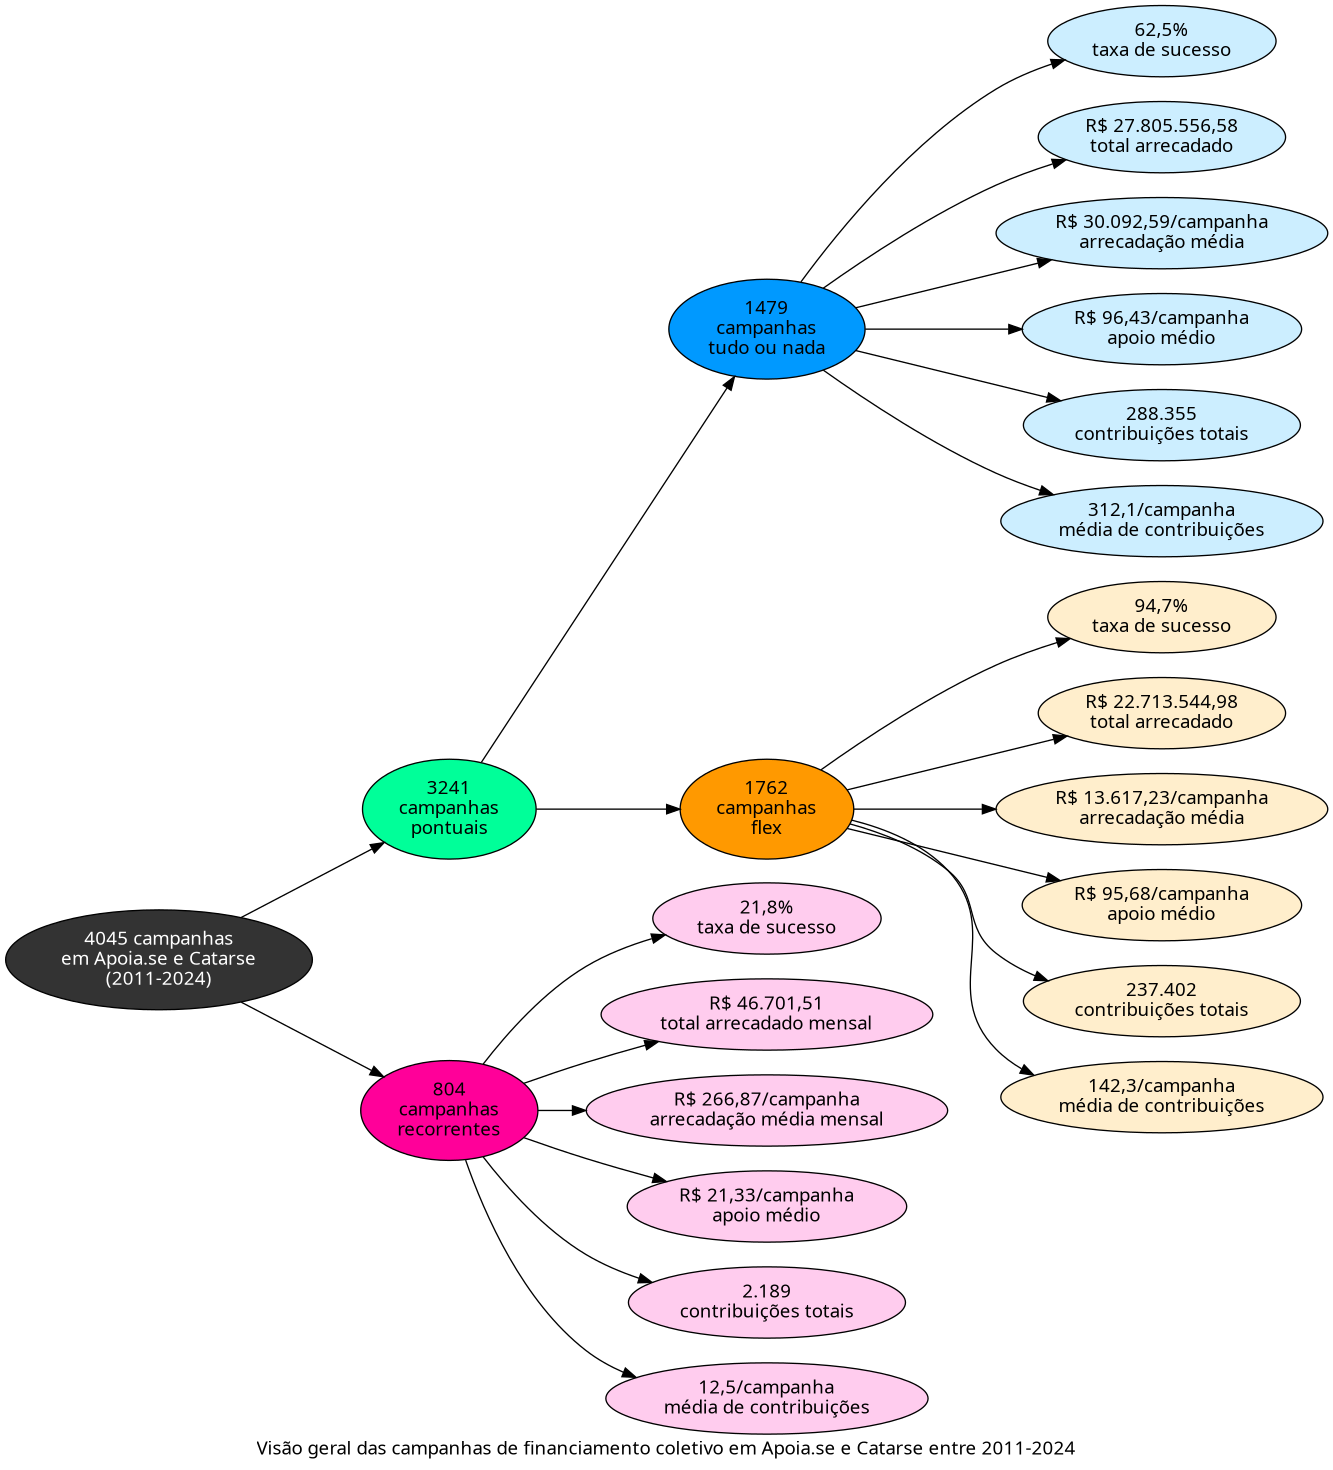 62,5%
taxa de sucesso
R$ 27.805.556,58
total arrecadado
R$ 30.092,59/campanha
arrecadação média
R$ 96,43/campanha
apoio médio
288.355
contribuições totais
312,1/campanha
média de contribuições
1479
campanhas
tudo ou nada
94,7%
taxa de sucesso
R$ 22.713.544,98
total arrecadado
R$ 13.617,23/campanha
arrecadação média
R$ 95,68/campanha
apoio médio
237.402
contribuições totais
142,3/campanha
média de contribuições
3241
campanhas
pontuais
1762
campanhas
flex
4045 campanhas
em Apoia.se e Catarse
(2011-2024)
804
campanhas
recorrentes
21,8%
taxa de sucesso
R$ 46.701,51
total arrecadado mensal
R$ 266,87/campanha
arrecadação média mensal
R$ 21,33/campanha
apoio médio
2.189
contribuições totais
12,5/campanha
média de contribuições
Visão geral das campanhas de financiamento coletivo em Apoia.se e Catarse entre 2011-2024